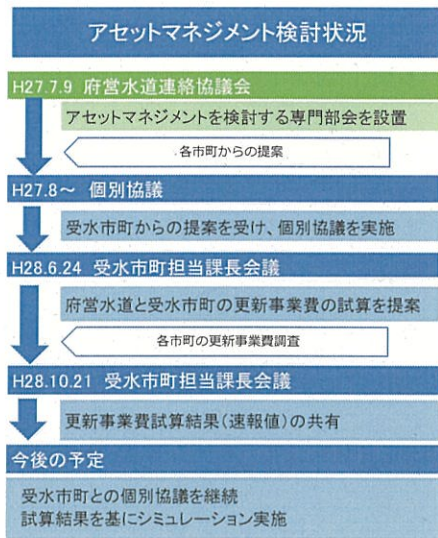 アセットマネジメント検討状況
H27.7.9 府営水道連絡協議会
アセットマネジメントを検討する専門部会を設置
各市町からの提案
H27.8～ 個別協議
受水市町からの提案を受け、個別協議を実施
H28.6.24 受水市町担当課長会議
府営水道と受水市町の更新事業費の試算を提案
各市町の更新事業費調査
H28.10.21 受水市町担当課長会議
更新事業費試算結果(速報値)の共有
今後の予定
受水市町との個別協議を継続
試算結果を基にシミュレーション実施